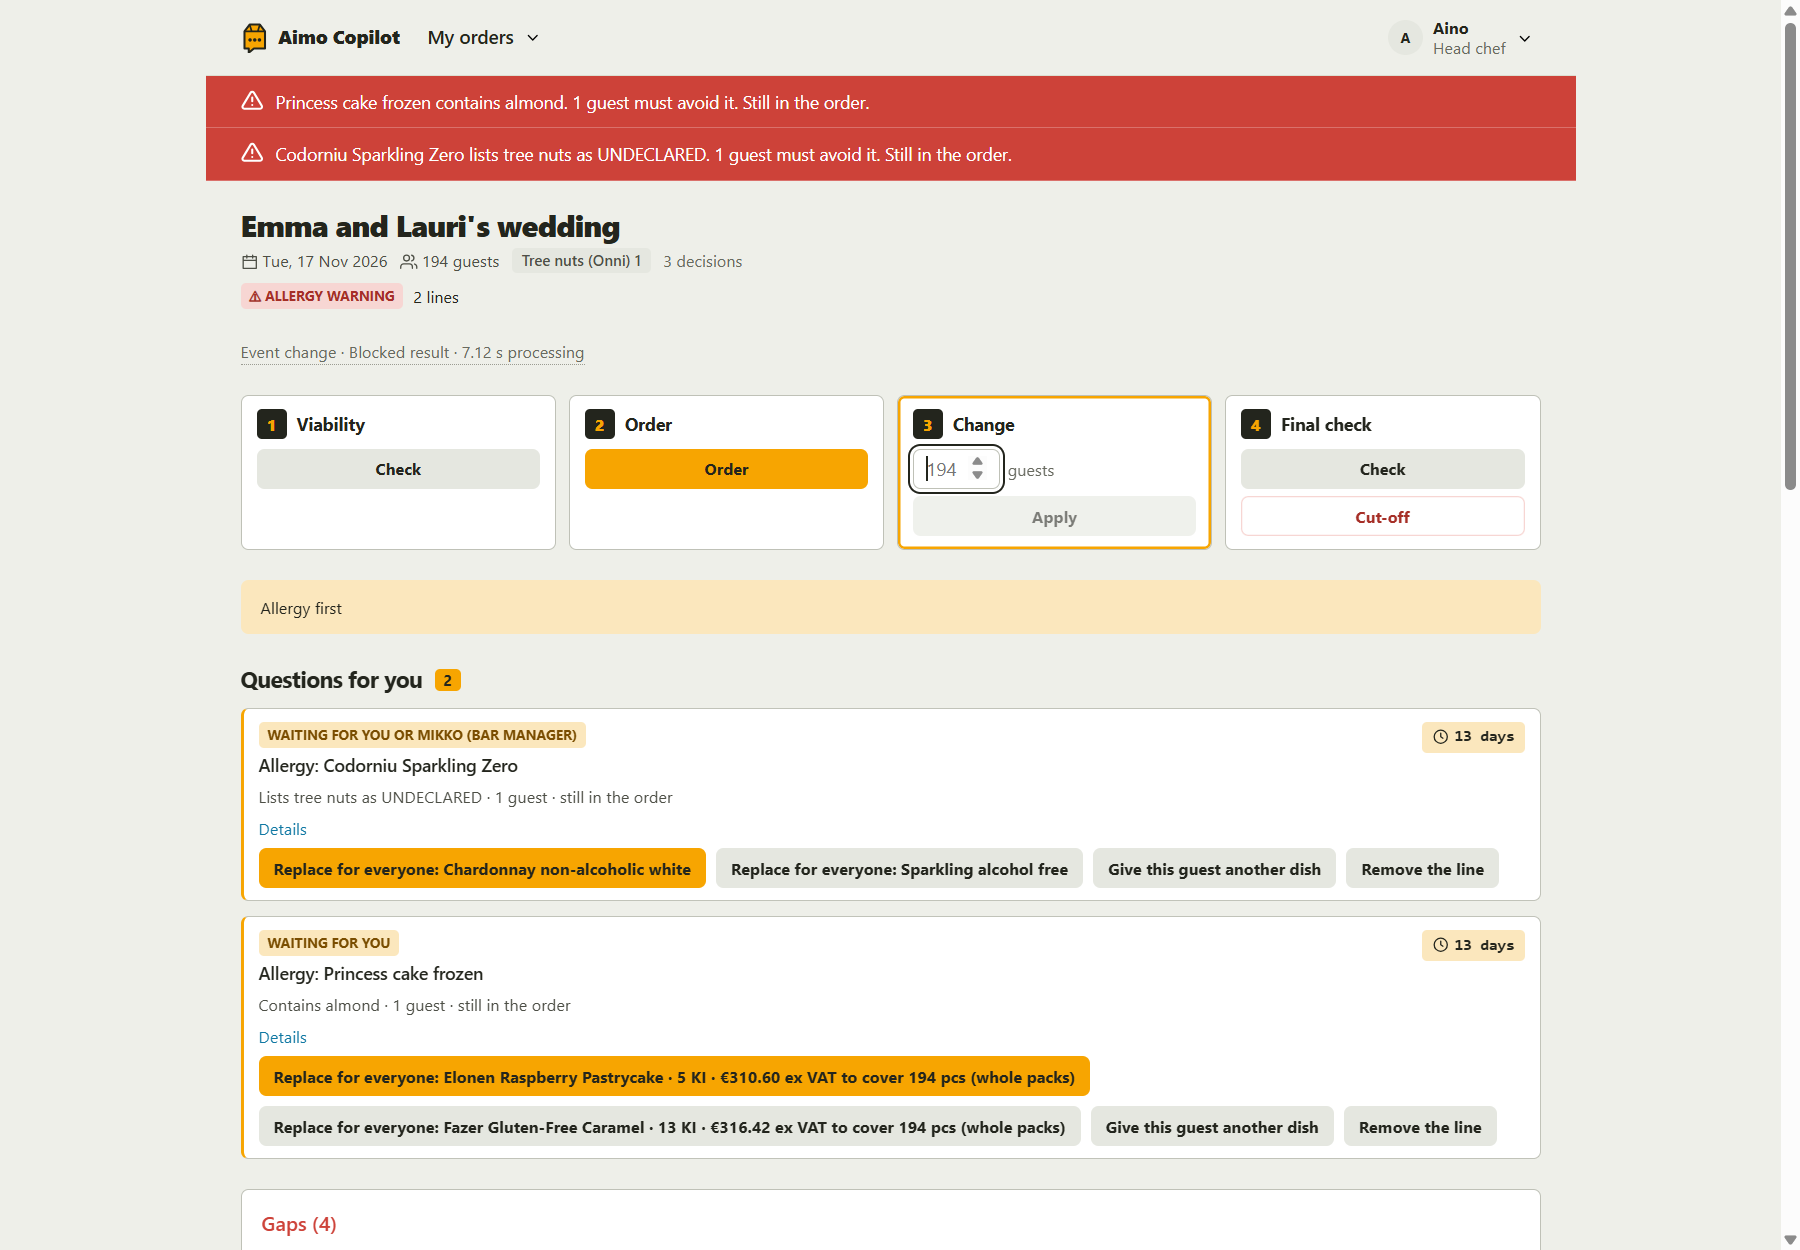 Aimo Copilot
My orders
A
Aino
Head chef
Princess cake frozen contains almond. 1 guest must avoid it. Still in the order.
Codorniu Sparkling Zero lists tree nuts as UNDECLARED. 1 guest must avoid it. Still in the order.
Emma and Lauri's wedding
Tue, 17 Nov 2026 194 guests Tree nuts (Onni) 1 3 decisions
ALLERGY WARNING 2 lines
Event change · Blocked result · 7.12 s processing
1 Viability
Check
2 Order
Order
3 Change
194 guests
Apply
4 Final check
Check
Cut-off
Allergy first
Questions for you 2
WAITING FOR YOU OR MIKKO (BAR MANAGER)
13 days
Allergy: Codorniu Sparkling Zero
Lists tree nuts as UNDECLARED · 1 guest · still in the order
Details
Replace for everyone: Chardonnay non-alcoholic white
Replace for everyone: Sparkling alcohol free
Give this guest another dish
Remove the line
WAITING FOR YOU
13 days
Allergy: Princess cake frozen
Contains almond · 1 guest · still in the order
Details
Replace for everyone: Elonen Raspberry Pastrycake · 5 KI · €310.60 ex VAT to cover 194 pcs (whole packs)
Replace for everyone: Fazer Gluten-Free Caramel · 13 KI · €316.42 ex VAT to cover 194 pcs (whole packs)
Give this guest another dish
Remove the line
Gaps (4)